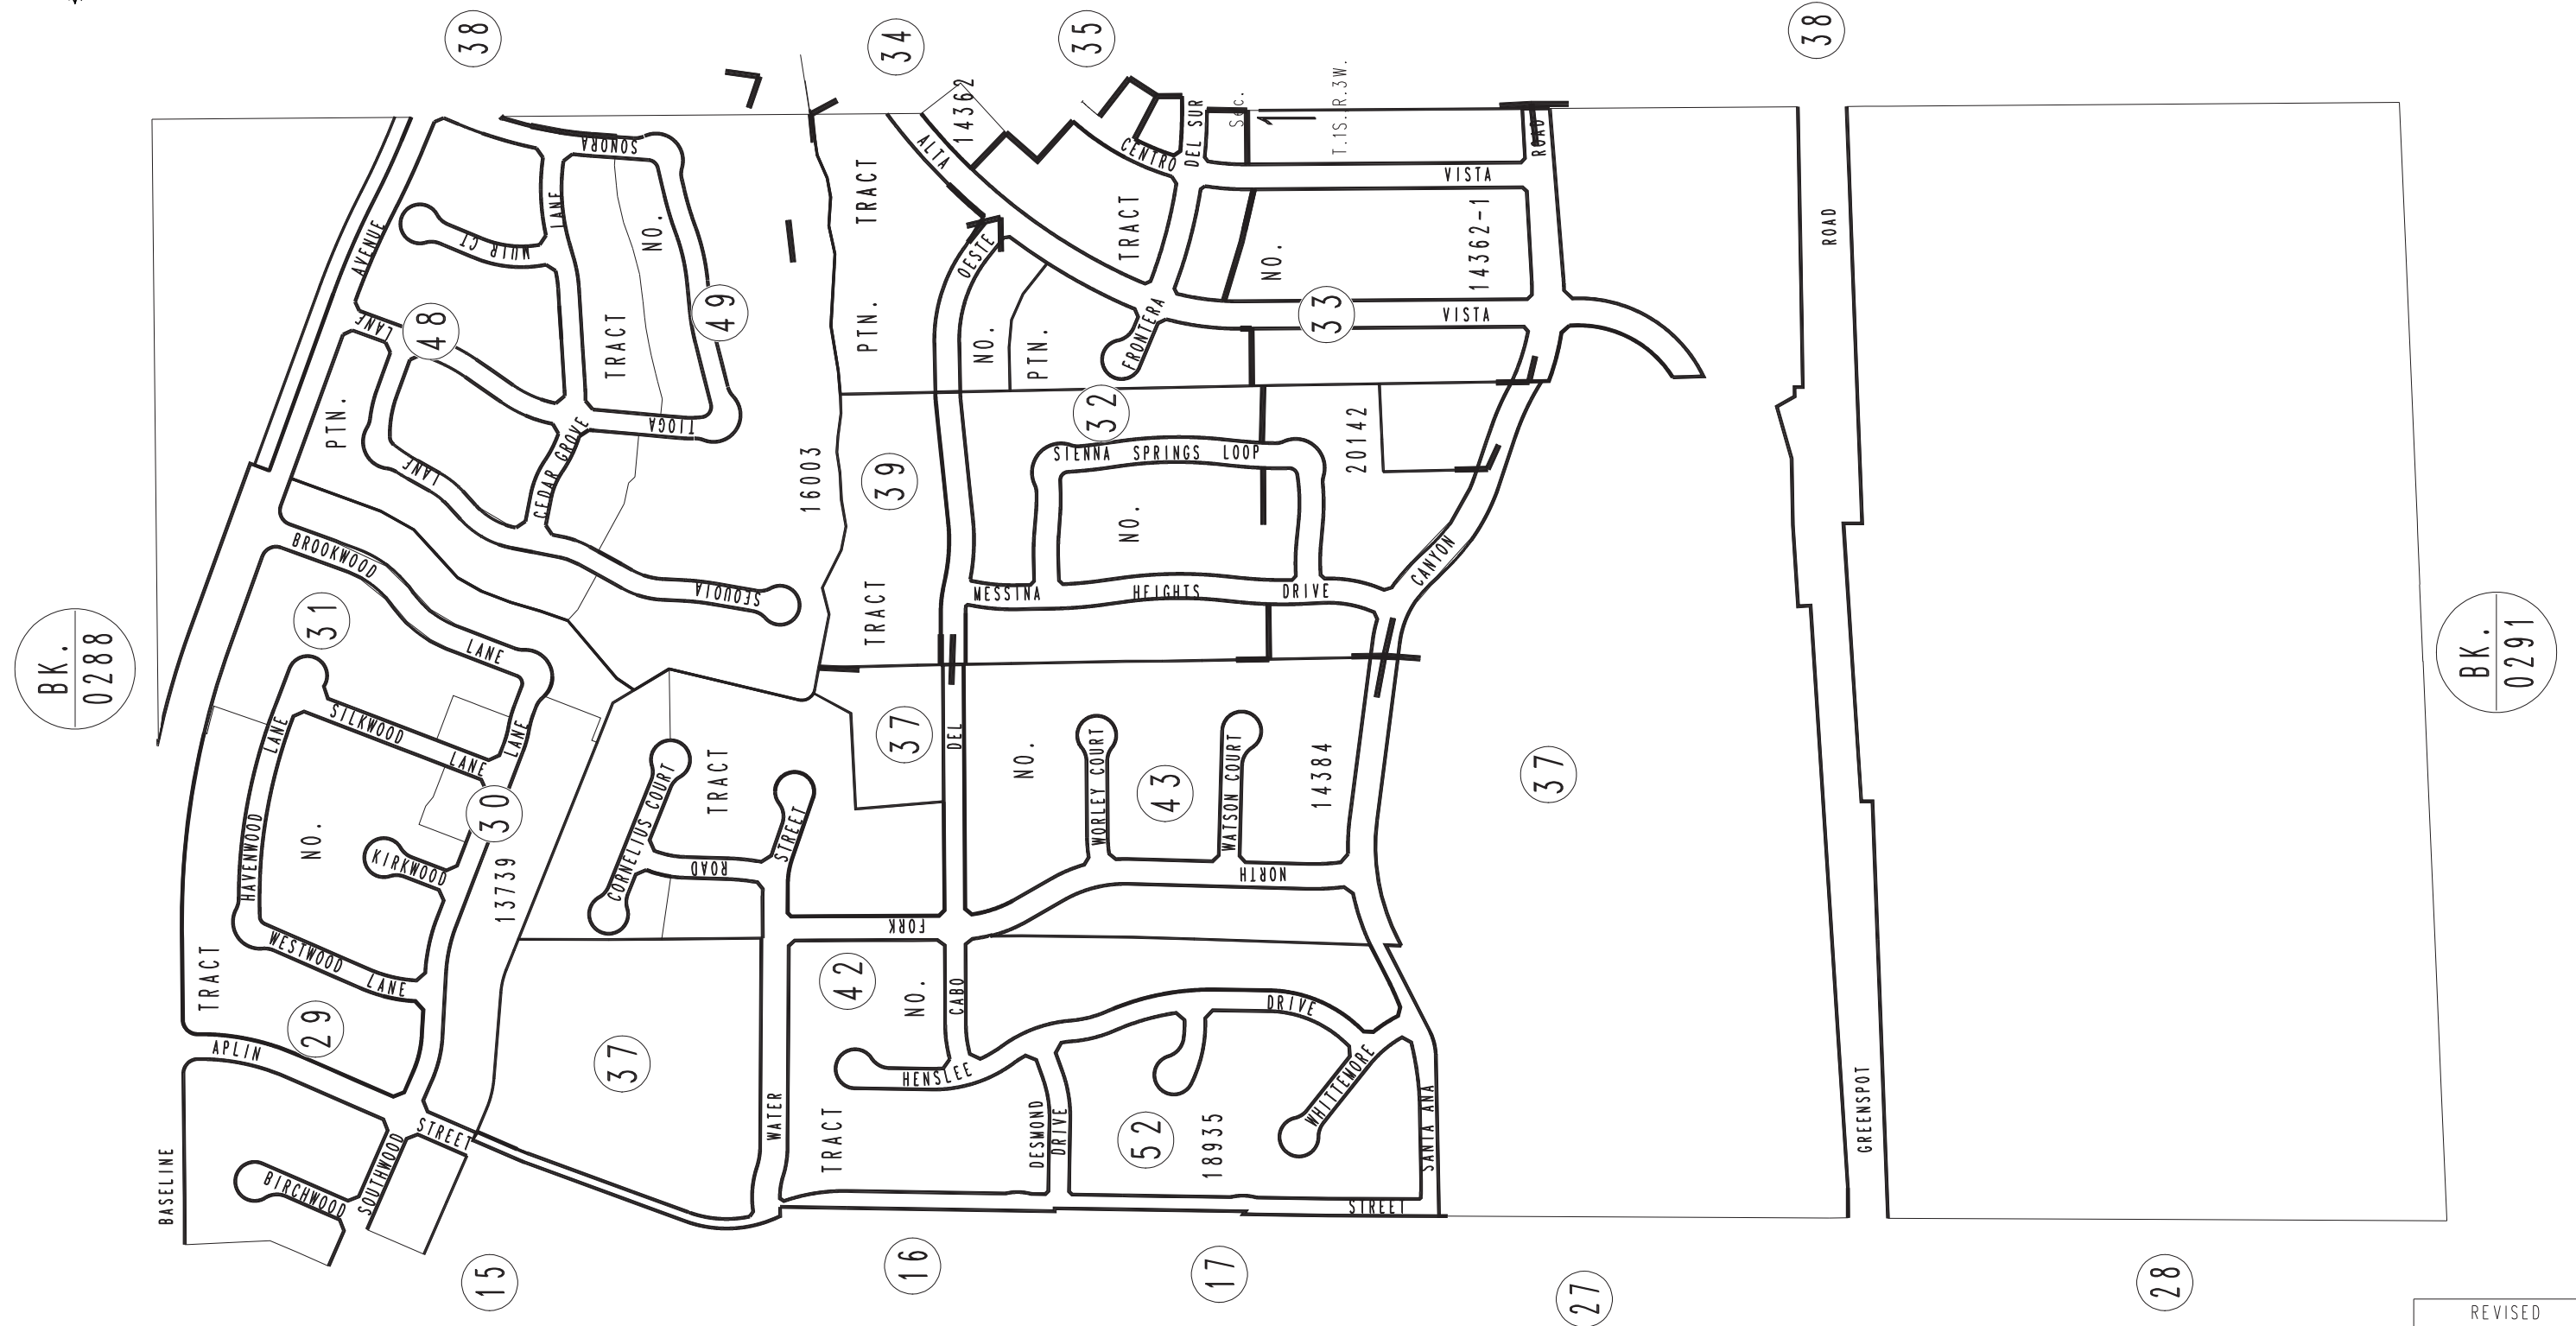 38
34
35
38
14362
Sec.
1
T.1S.R.3W.
SONORA
ALTA
CENTRO
DEL SUR
ROAD
AVENUE
MUIR CT
LANE
NO.
TRACT
TRACT
VISTA
ROAD
OESTE
NO.
14362-1
48
LANE
TRACT
49
PTN.
NO.
PTN.
FRONTERA
33
VISTA
PTN.
LANE
CEDAR GROVE
TIOGA
16003
39
32
SIENNA SPRINGS LOOP
20142
NO.
BROOKWOOD
SEQUOIA
TRACT
MESSINA HEIGHTS DRIVE
CANYON
BK.
0288
31
LANE
BK.
0291
LANE
SILKWOOD
LANE
LANE
TRACT
37
DEL
NO.
WORLEY COURT
43
WATSON COURT
14384
37
HAVENWOOD
NO.
30
KIRKWOOD
13739
CORNELIUS COURT
ROAD
STREET
NORTH
FORK
TRACT
WESTWOOD
LANE
29
42
NO.
CABO
DRIVE
APLIN
37
HENSLEE
WATER
TRACT
DESMOND
DRIVE
52
18935
WHITTEMORE
SANTA ANA
GREENSPOT
BASELINE
BIRCHWOOD
SOUTHWOOD
STREET
STREET
15
16
17
27
28
REVISED